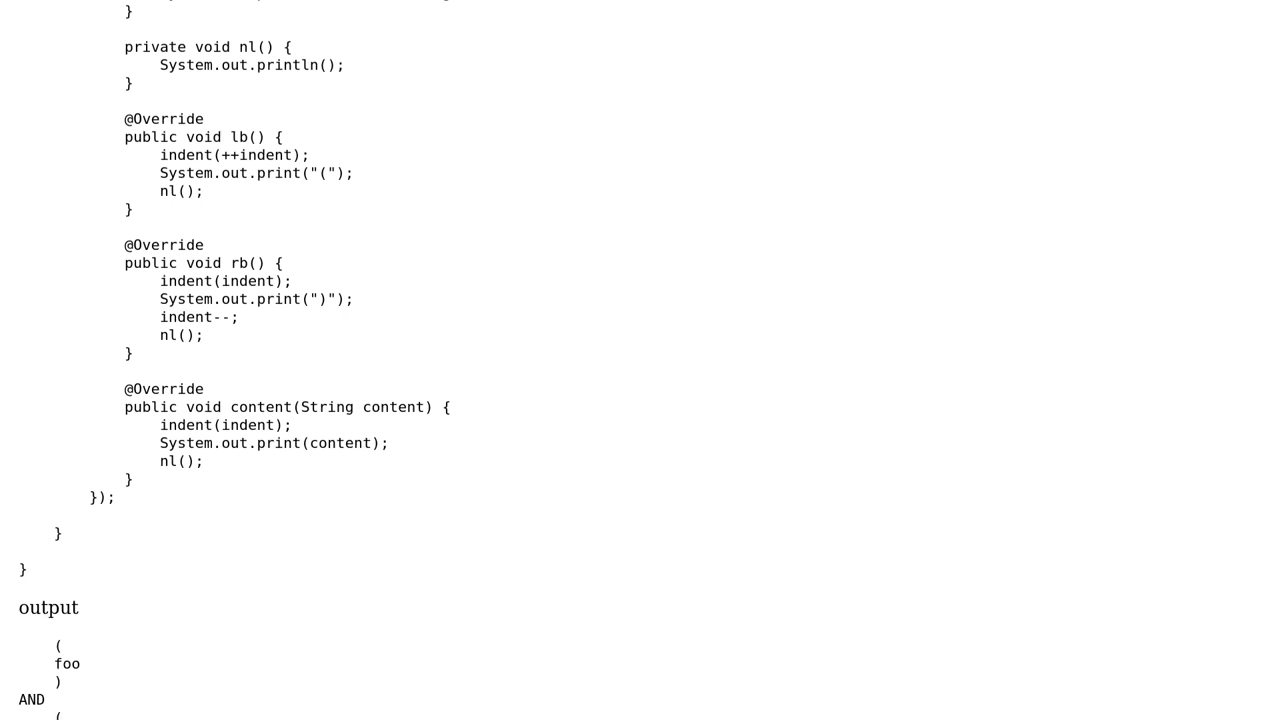 }

            private void nl() {
                System.out.println();
            }

            @Override
            public void lb() {
                indent(++indent);
                System.out.print("(");
                nl();
            }

            @Override
            public void rb() {
                indent(indent);
                System.out.print(")");
                indent--;
                nl();
            }

            @Override
            public void content(String content) {
                indent(indent);
                System.out.print(content);
                nl();
            }
        });

    }

}
output
    (
    foo
    )
AND
    (